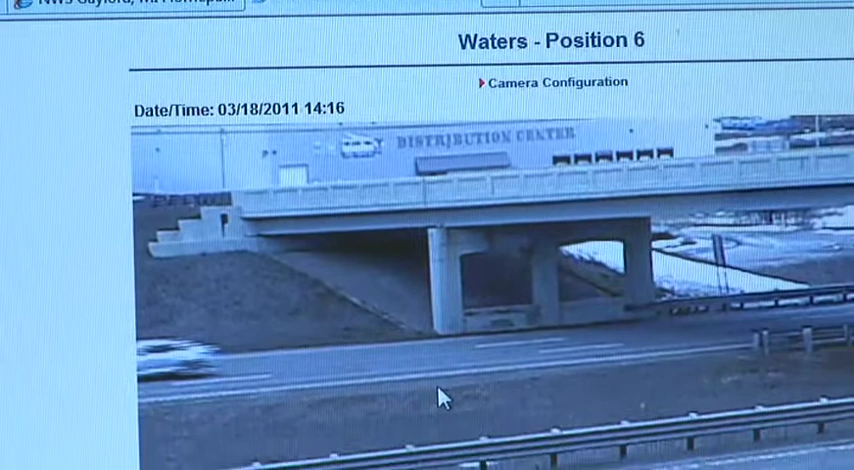 Waters - Position 6
Camera Configuration
Date/Time: 03/18/2011 14:16
DISTRIBUTION CENTER